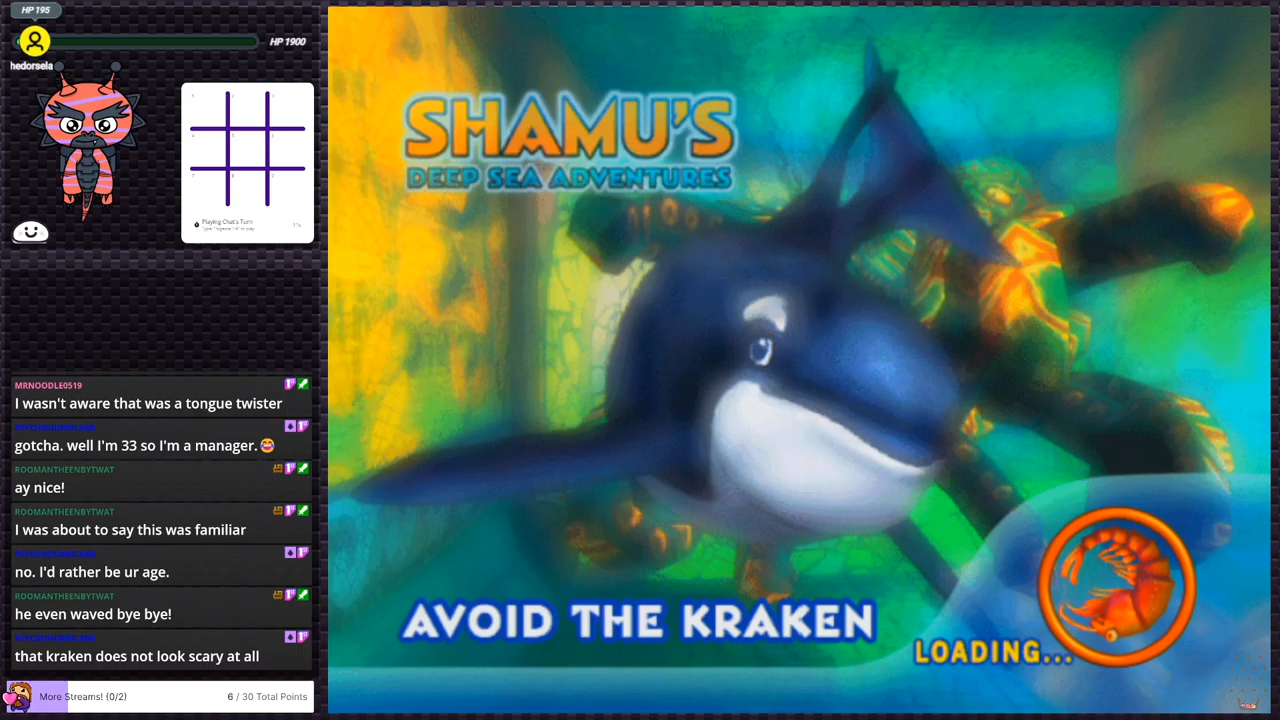 HP 195
HP 1900
hedorsela
SHAMU'S
DEEP SEA ADVENTURES
Playing Chat's Turn
MRNOODLE0519
I wasn't aware that was a tongue twister
gotcha. well I'm 33 so I'm a manager. 😂
ROOMANTHEENBYTWAT
ay nice!
ROOMANTHEENBYTWAT
I was about to say this was familiar
no. I'd rather be ur age.
ROOMANTHEENBYTWAT
he even waved bye bye!
that kraken does not look scary at all
AVOID THE KRAKEN
LOADING...
More Streams! (0/2)
6 / 30 Total Points